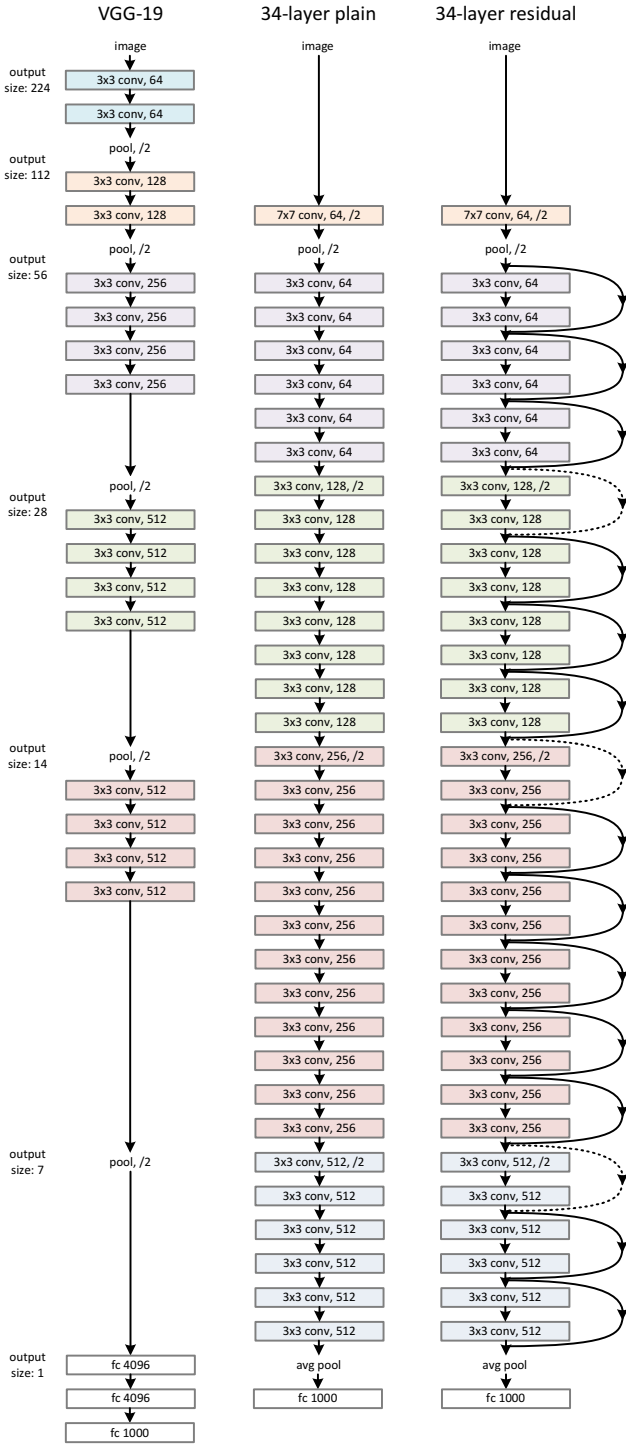 VGG-19
34-layer plain
34-layer residual
output
size: 224
output
size: 112
output
size: 56
output
size: 28
output
size: 14
output
size: 7
output
size: 1
image
3x3 conv, 64
3x3 conv, 64
pool, /2
3x3 conv, 128
3x3 conv, 128
pool, /2
3x3 conv, 256
3x3 conv, 256
3x3 conv, 256
3x3 conv, 256
pool, /2
3x3 conv, 512
3x3 conv, 512
3x3 conv, 512
3x3 conv, 512
pool, /2
3x3 conv, 512
3x3 conv, 512
3x3 conv, 512
3x3 conv, 512
pool, /2
fc 4096
fc 4096
fc 1000
image
7x7 conv, 64, /2
pool, /2
3x3 conv, 64
3x3 conv, 64
3x3 conv, 64
3x3 conv, 64
3x3 conv, 64
3x3 conv, 64
3x3 conv, 128, /2
3x3 conv, 128
3x3 conv, 128
3x3 conv, 128
3x3 conv, 128
3x3 conv, 128
3x3 conv, 128
3x3 conv, 128
3x3 conv, 256, /2
3x3 conv, 256
3x3 conv, 256
3x3 conv, 256
3x3 conv, 256
3x3 conv, 256
3x3 conv, 256
3x3 conv, 256
3x3 conv, 256
3x3 conv, 256
3x3 conv, 256
3x3 conv, 256
3x3 conv, 512, /2
3x3 conv, 512
3x3 conv, 512
3x3 conv, 512
3x3 conv, 512
3x3 conv, 512
avg pool
fc 1000
image
7x7 conv, 64, /2
pool, /2
3x3 conv, 64
3x3 conv, 64
3x3 conv, 64
3x3 conv, 64
3x3 conv, 64
3x3 conv, 64
3x3 conv, 128, /2
3x3 conv, 128
3x3 conv, 128
3x3 conv, 128
3x3 conv, 128
3x3 conv, 128
3x3 conv, 128
3x3 conv, 128
3x3 conv, 256, /2
3x3 conv, 256
3x3 conv, 256
3x3 conv, 256
3x3 conv, 256
3x3 conv, 256
3x3 conv, 256
3x3 conv, 256
3x3 conv, 256
3x3 conv, 256
3x3 conv, 256
3x3 conv, 256
3x3 conv, 512, /2
3x3 conv, 512
3x3 conv, 512
3x3 conv, 512
3x3 conv, 512
3x3 conv, 512
avg pool
fc 1000